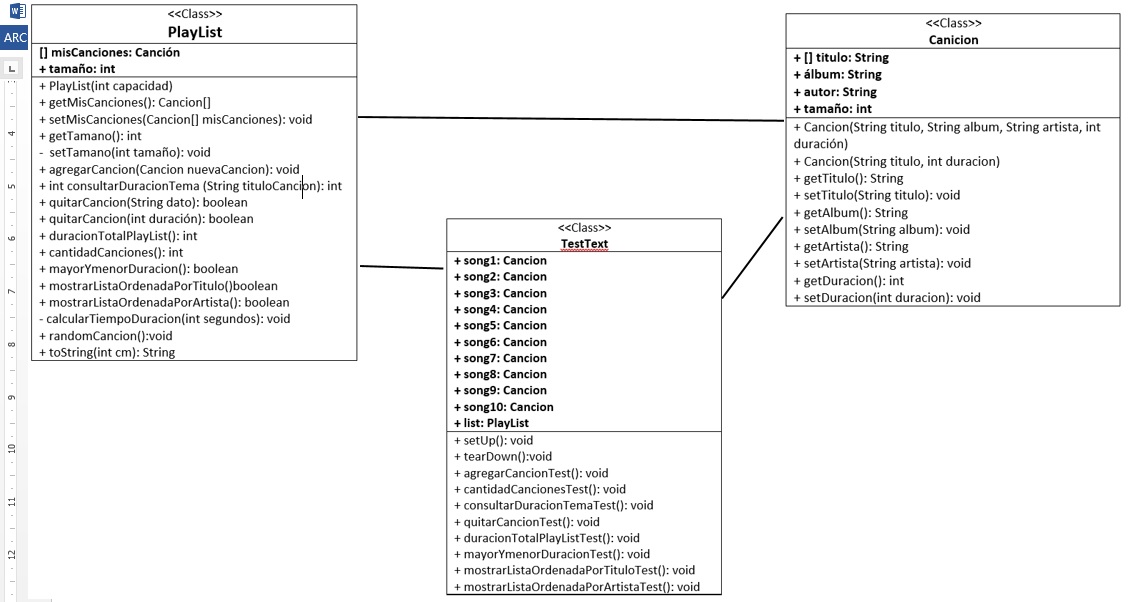 ARC
L
4
5
6
7
8
9
10
11
12
<<Class>>
PlayList
[] misCanciones: Canción
+ tamaño: int
+ PlayList(int capacidad)
+ getMisCanciones(): Cancion[]
+ setMisCanciones(Cancion[] misCanciones): void
+ getTamano(): int
- setTamano(int tamaño): void
+ agregarCancion(Cancion nuevaCancion): void
+ int consultarDuracionTema (String tituloCancion): int
+ quitarCancion(String dato): boolean
+ quitarCancion(int duración): boolean
+ duracionTotalPlayList(): int
+ cantidadCanciones(): int
+ mayorYmenorDuracion(): boolean
+ mostrarListaOrdenadaPorTitulo()boolean
+ mostrarListaOrdenadaPorArtista(): boolean
- calcularTiempoDuracion(int segundos): void
+ randomCancion():void
+ toString(int cm): String
<<Class>>
TestText
+ song1: Cancion
+ song2: Cancion
+ song3: Cancion
+ song4: Cancion
+ song5: Cancion
+ song6: Cancion
+ song7: Cancion
+ song8: Cancion
+ song9: Cancion
+ song10: Cancion
+ list: PlayList
+ setUp(): void
+ tearDown():void
+ agregarCancionTest(): void
+ cantidadCancionesTest(): void
+ consultarDuracionTemaTest(): void
+ quitarCancionTest(): void
+ duracionTotalPlayListTest(): void
+ mayorYmenorDuracionTest(): void
+ mostrarListaOrdenadaPorTituloTest(): void
+ mostrarListaOrdenadaPorArtistaTest(): void
<<Class>>
Canicion
+ [] titulo: String
+ álbum: String
+ autor: String
+ tamaño: int
+ Cancion(String titulo, String album, String artista, int
duración)
+ Cancion(String titulo, int duracion)
+ getTitulo(): String
+ setTitulo(String titulo): void
+ getAlbum(): String
+ setAlbum(String album): void
+ getArtista(): String
+ setArtista(String artista): void
+ getDuracion(): int
+ setDuracion(int duracion): void